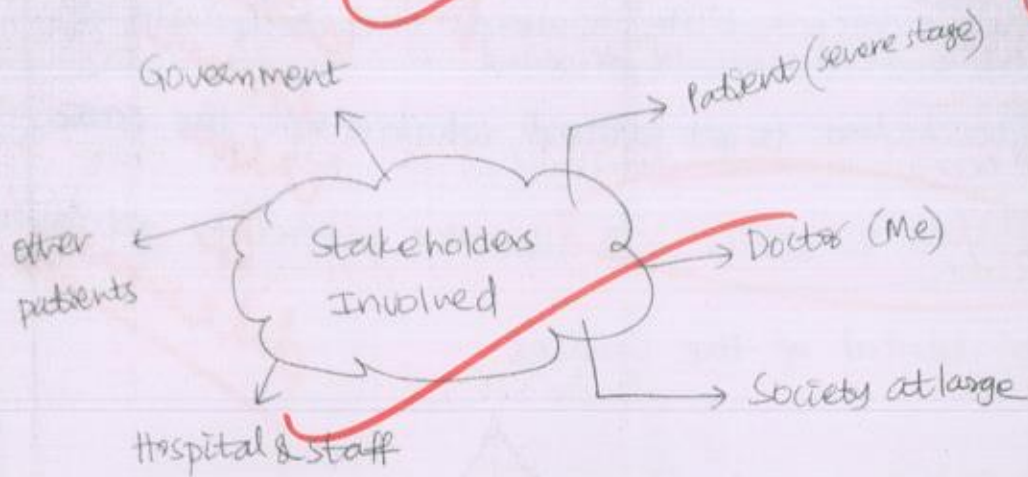 Government
Patient (severe stage)
other
patients
Stakeholders
Involved
Doctor (Me)
Society at large
Hospital & staff